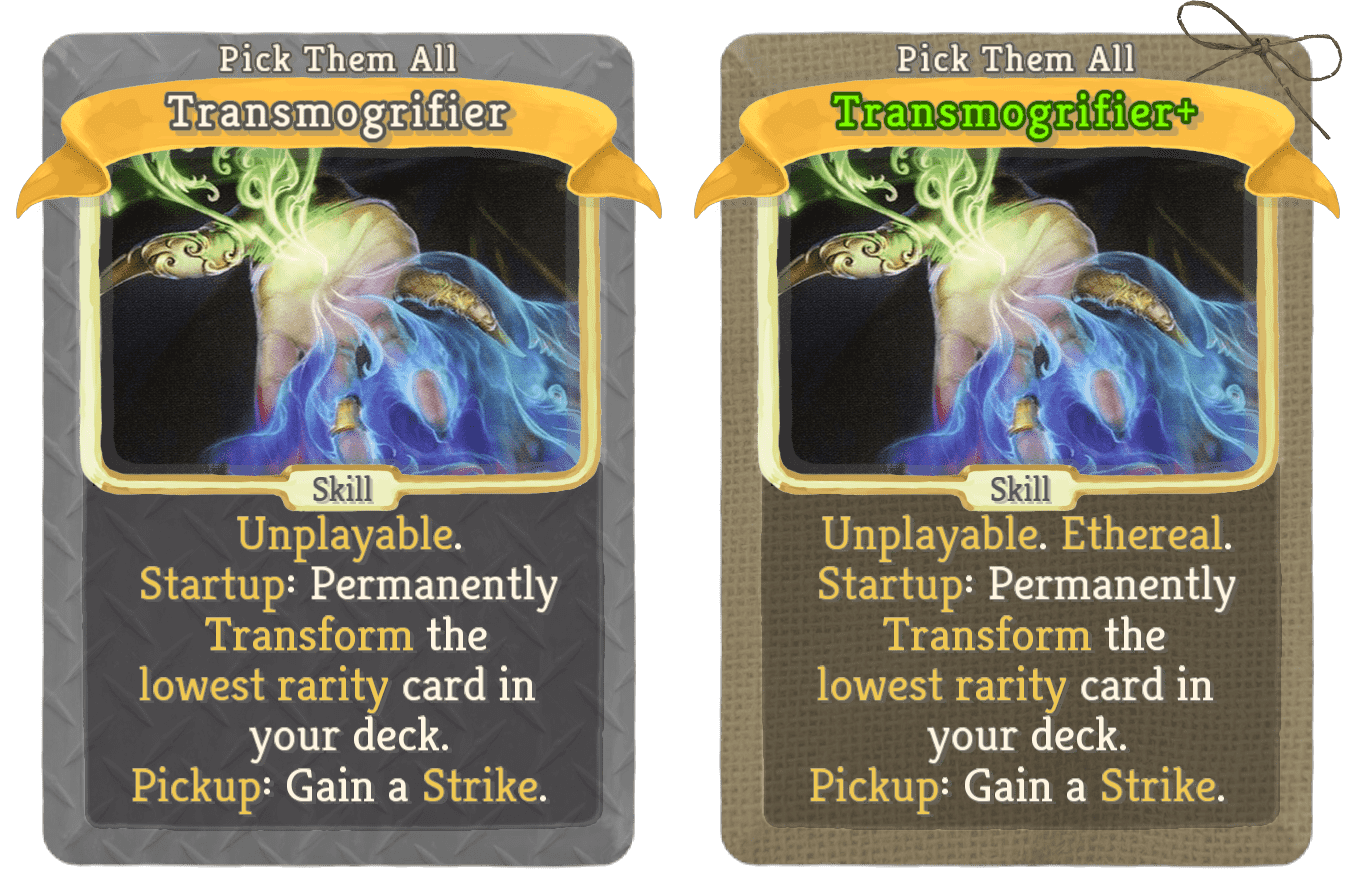 Pick Them All
Transmogrifier
Skill
Unplayable.
Startup: Permanently
Transform the
lowest rarity card in
your deck.
Pickup: Gain a Strike.
Pick Them All
Transmogrifier+
Skill
Unplayable. Ethereal.
Startup: Permanently
Transform the
lowest rarity card in
your deck.
Pickup: Gain a Strike.